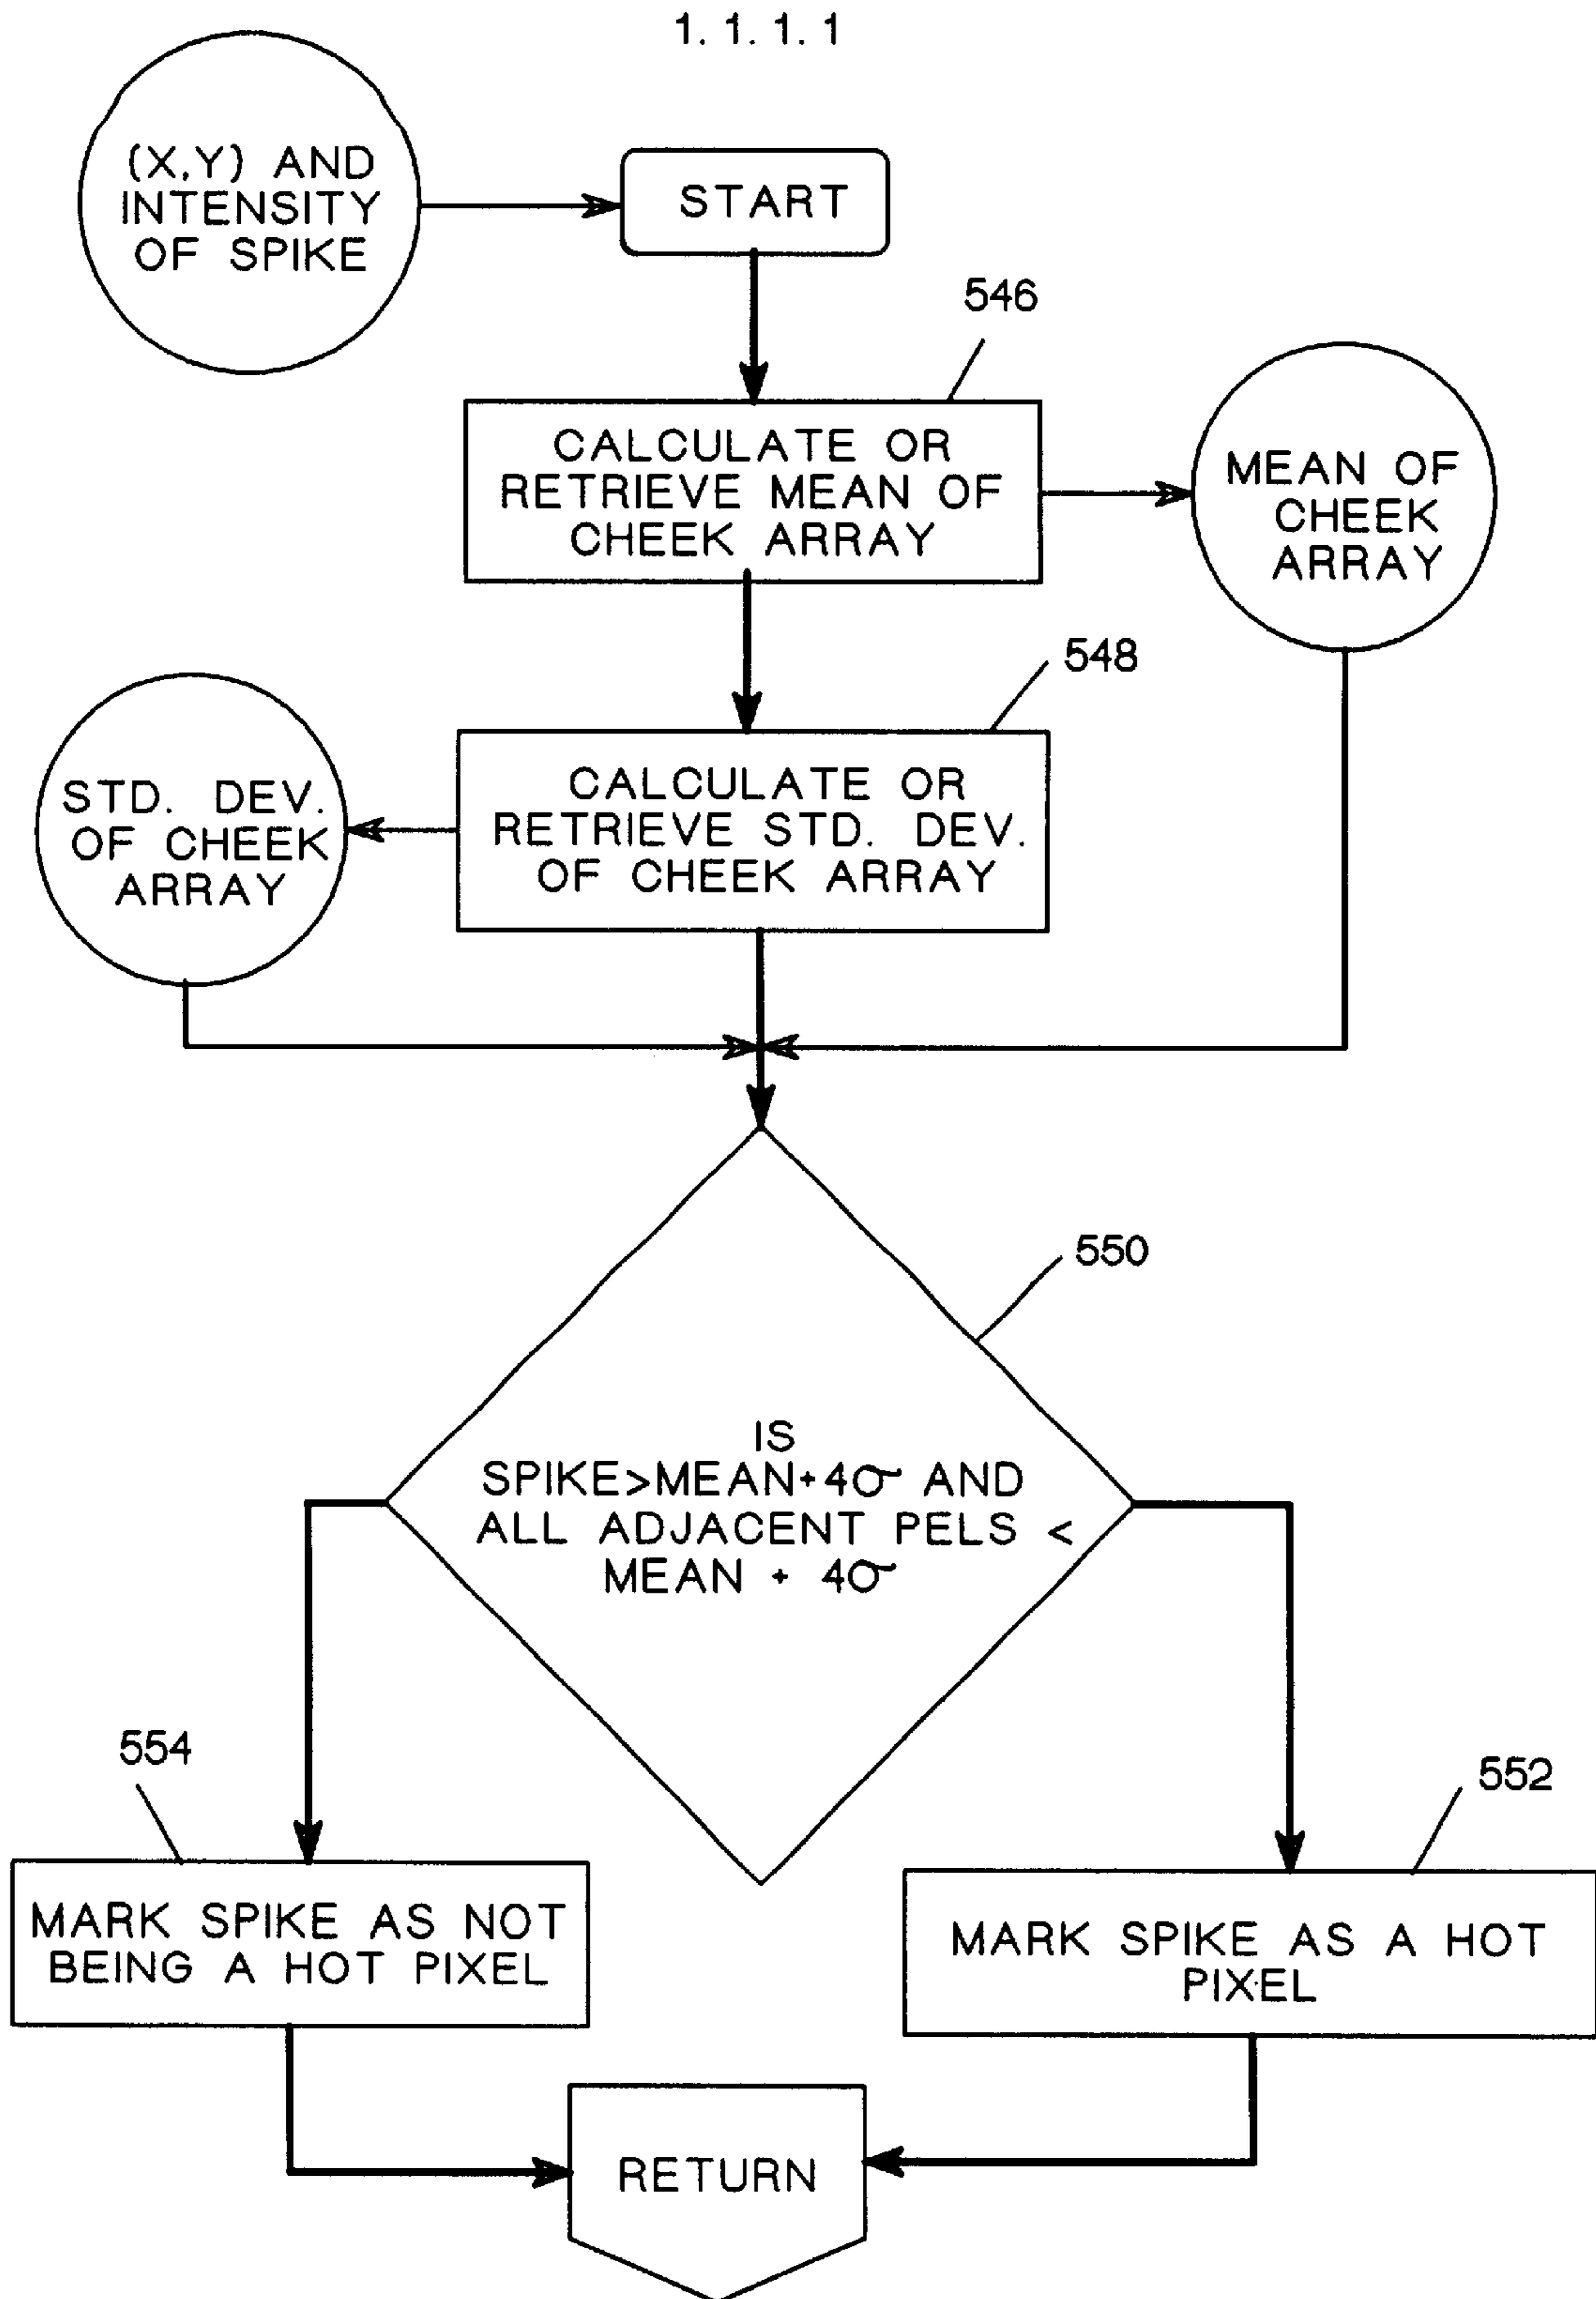 1.1.1.1
(X,Y) AND
INTENSITY
OF SPIKE
START
546
CALCULATE OR
RETRIEVE MEAN OF
CHEEK ARRAY
MEAN OF
CHEEK
ARRAY
548
STD. DEV.
OF CHEEK
ARRAY
CALCULATE OR
RETRIEVE STD. DEV.
OF CHEEK ARRAY
550
IS
SPIKE>MEAN+4σ AND
ALL ADJACENT PELS <
MEAN + 4σ
554
552
MARK SPIKE AS NOT
BEING A HOT PIXEL
MARK SPIKE AS A HOT
PIXEL
RETURN